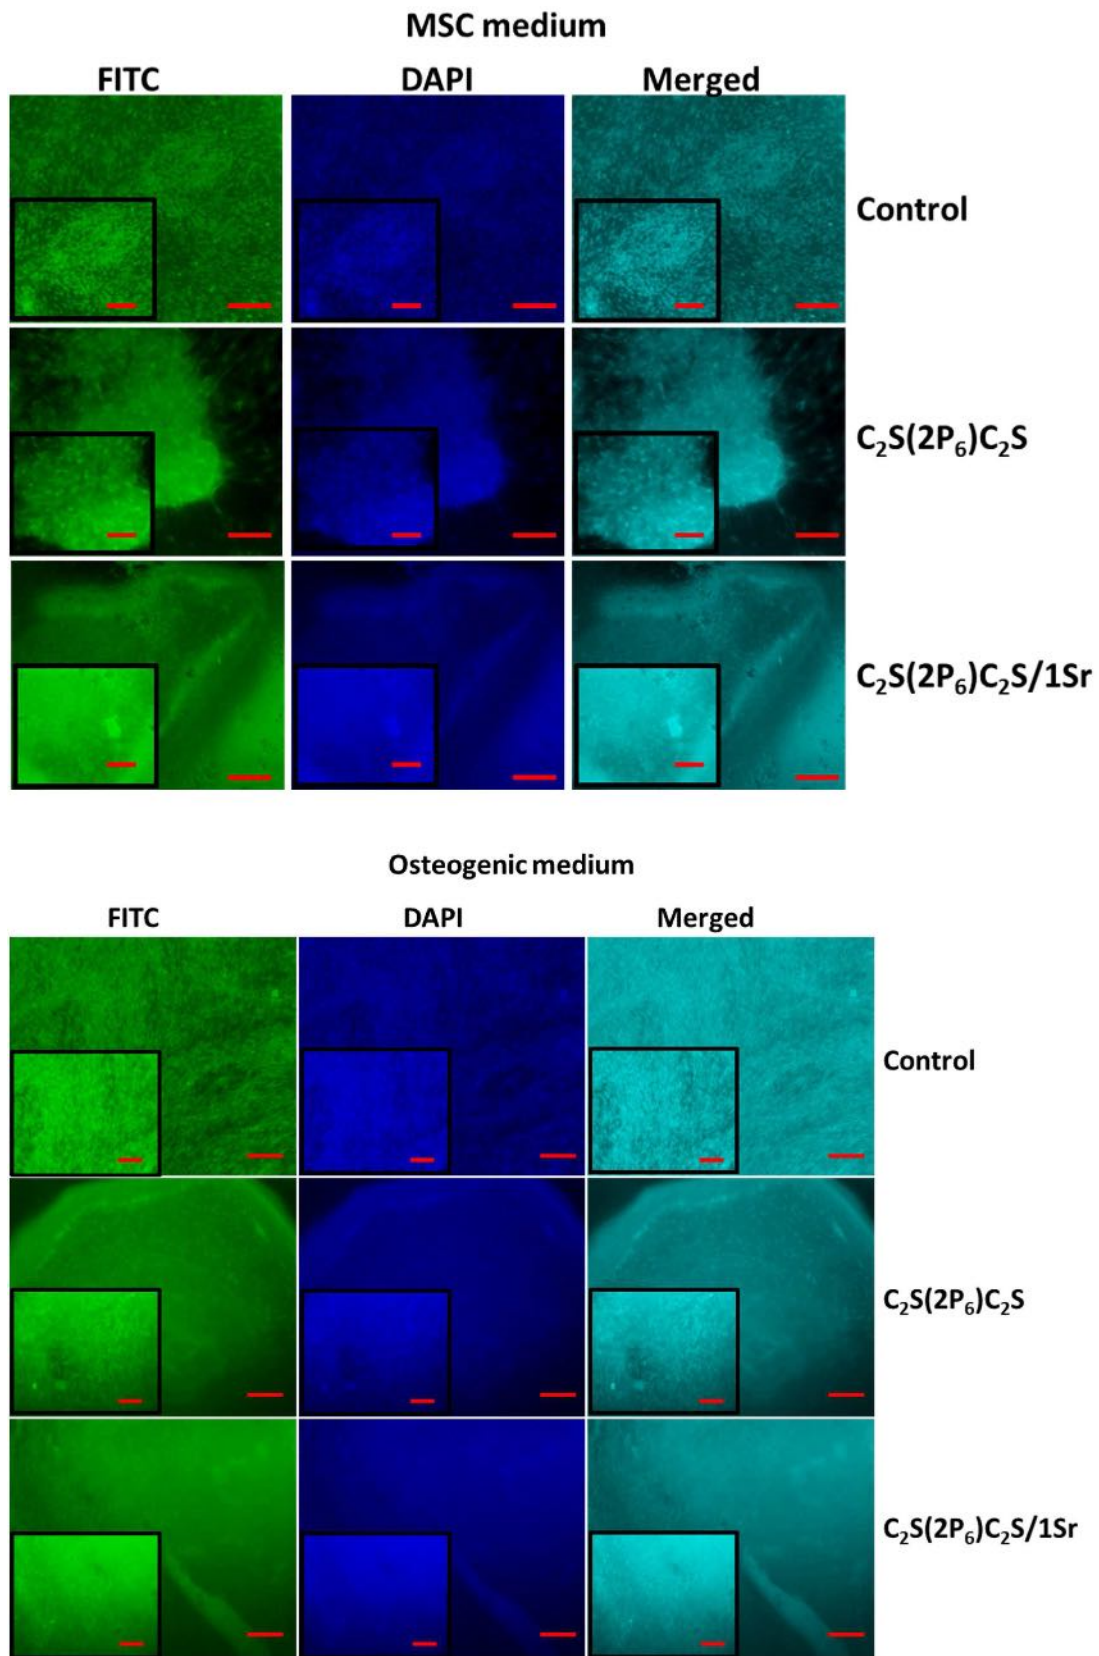 MSC medium
FITC DAPI Merged
Control
C₂S(2P₆)C₂S
C₂S(2P₆)C₂S/1Sr
Osteogenic medium
FITC DAPI Merged
Control
C₂S(2P₆)C₂S
C₂S(2P₆)C₂S/1Sr